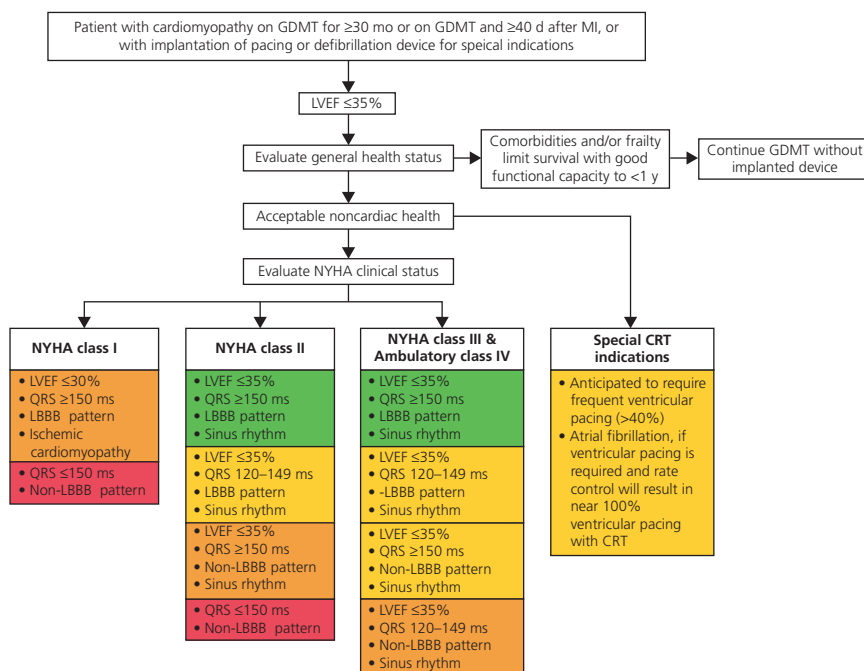 Patient with cardiomyopathy on GDMT for ≥30 mo or on GDMT and ≥40 d after MI, or
with implantation of pacing or defibrillation device for speical indications
LVEF ≤35%
Evaluate general health status
Comorbidities and/or frailty
limit survival with good
functional capacity to <1 y
Continue GDMT without
implanted device
Acceptable noncardiac health
Evaluate NYHA clinical status
NYHA class I
• LVEF ≤30%
• QRS ≥150 ms
• LBBB pattern
• Ischemic
cardiomyopathy
• QRS ≤150 ms
• Non-LBBB pattern
NYHA class II
• LVEF ≤35%
• QRS ≥150 ms
• LBBB pattern
• Sinus rhythm
• LVEF ≤35%
• QRS 120–149 ms
• LBBB pattern
• Sinus rhythm
• LVEF ≤35%
• QRS ≥150 ms
• Non-LBBB pattern
• Sinus rhythm
• QRS ≤150 ms
• Non-LBBB pattern
NYHA class III &
Ambulatory class IV
• LVEF ≤35%
• QRS ≥150 ms
• LBBB pattern
• Sinus rhythm
• LVEF ≤35%
• QRS 120–149 ms
• -LBBB pattern
• Sinus rhythm
• LVEF ≤35%
• QRS ≥150 ms
• Non-LBBB pattern
• Sinus rhythm
• LVEF ≤35%
• QRS 120–149 ms
• Non-LBBB pattern
• Sinus rhythm
Special CRT
indications
• Anticipated to require
frequent ventricular
pacing (>40%)
• Atrial fibrillation, if
ventricular pacing is
required and rate
control will result in
near 100%
ventricular pacing
with CRT